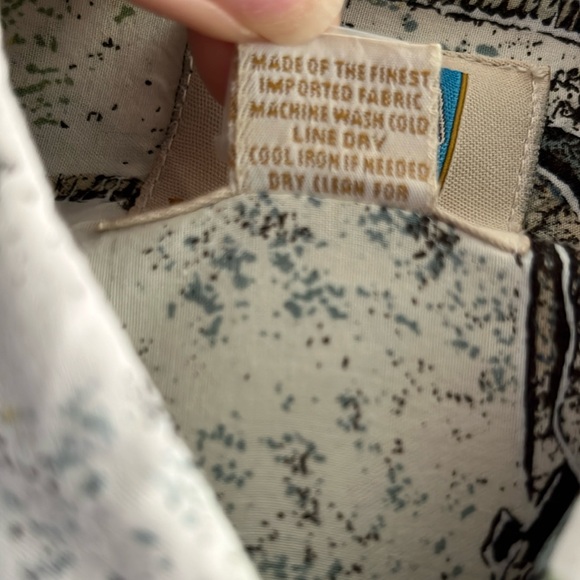 MADE OF THE FINEST
IMPORTED FABRIC
MACHINE WASH COLD
LINE DRY
COOL IRON IF NEEDED
DRY CLEAN FOR